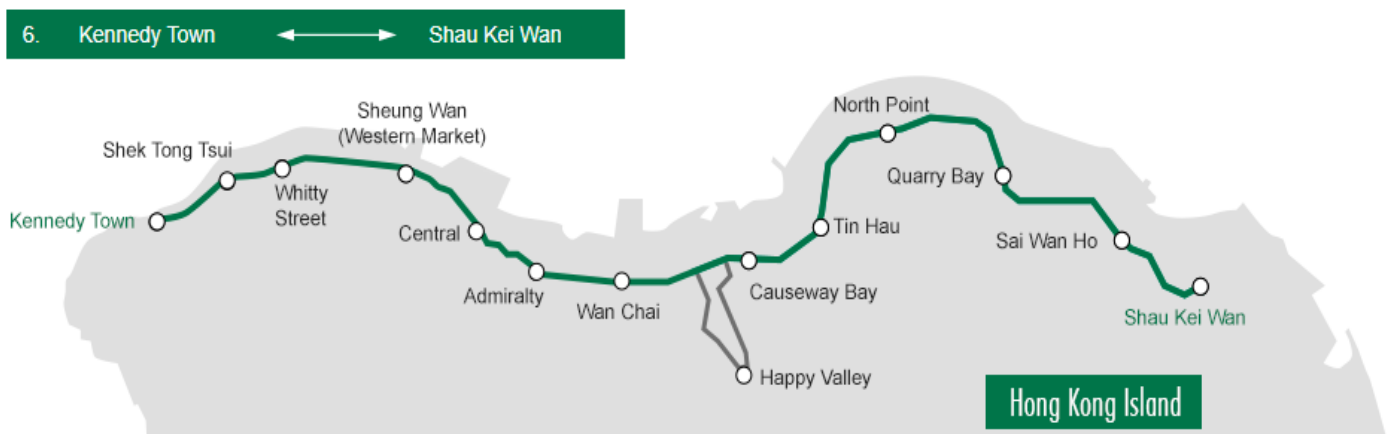 6. Kennedy Town Shau Kei Wan
Sheung Wan
(Western Market)
North Point
Shek Tong Tsui
Quarry Bay
Whitty
Street
Kennedy Town
Tin Hau
Central
Sai Wan Ho
Admiralty
Causeway Bay
Wan Chai
Shau Kei Wan
Happy Valley
Hong Kong Island